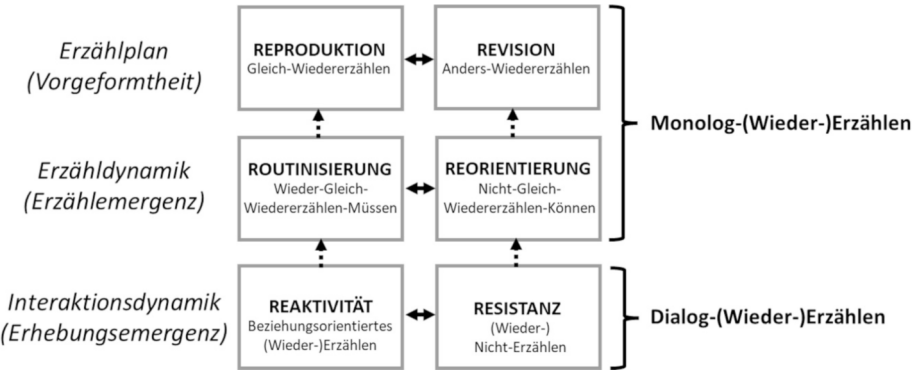 Erzählplan
(Vorgeformtheit)
REPRODUKTION
Gleich-Wiedererzählen
REVISION
Anders-Wiedererzählen
Monolog-(Wieder-)Erzählen
Erzähldynamik
(Erzählemergenz)
ROUTINISIERUNG
Wieder-Gleich-
Wiedererzählen-Müssen
REORIENTIERUNG
Nicht-Gleich-
Wiedererzählen-Können
Interaktionsdynamik
(Erhebungsemergenz)
REAKTIVITÄT
Beziehungsorientiertes
(Wieder-)Erzählen
RESISTANZ
(Wieder-)
Nicht-Erzählen
Dialog-(Wieder-)Erzählen